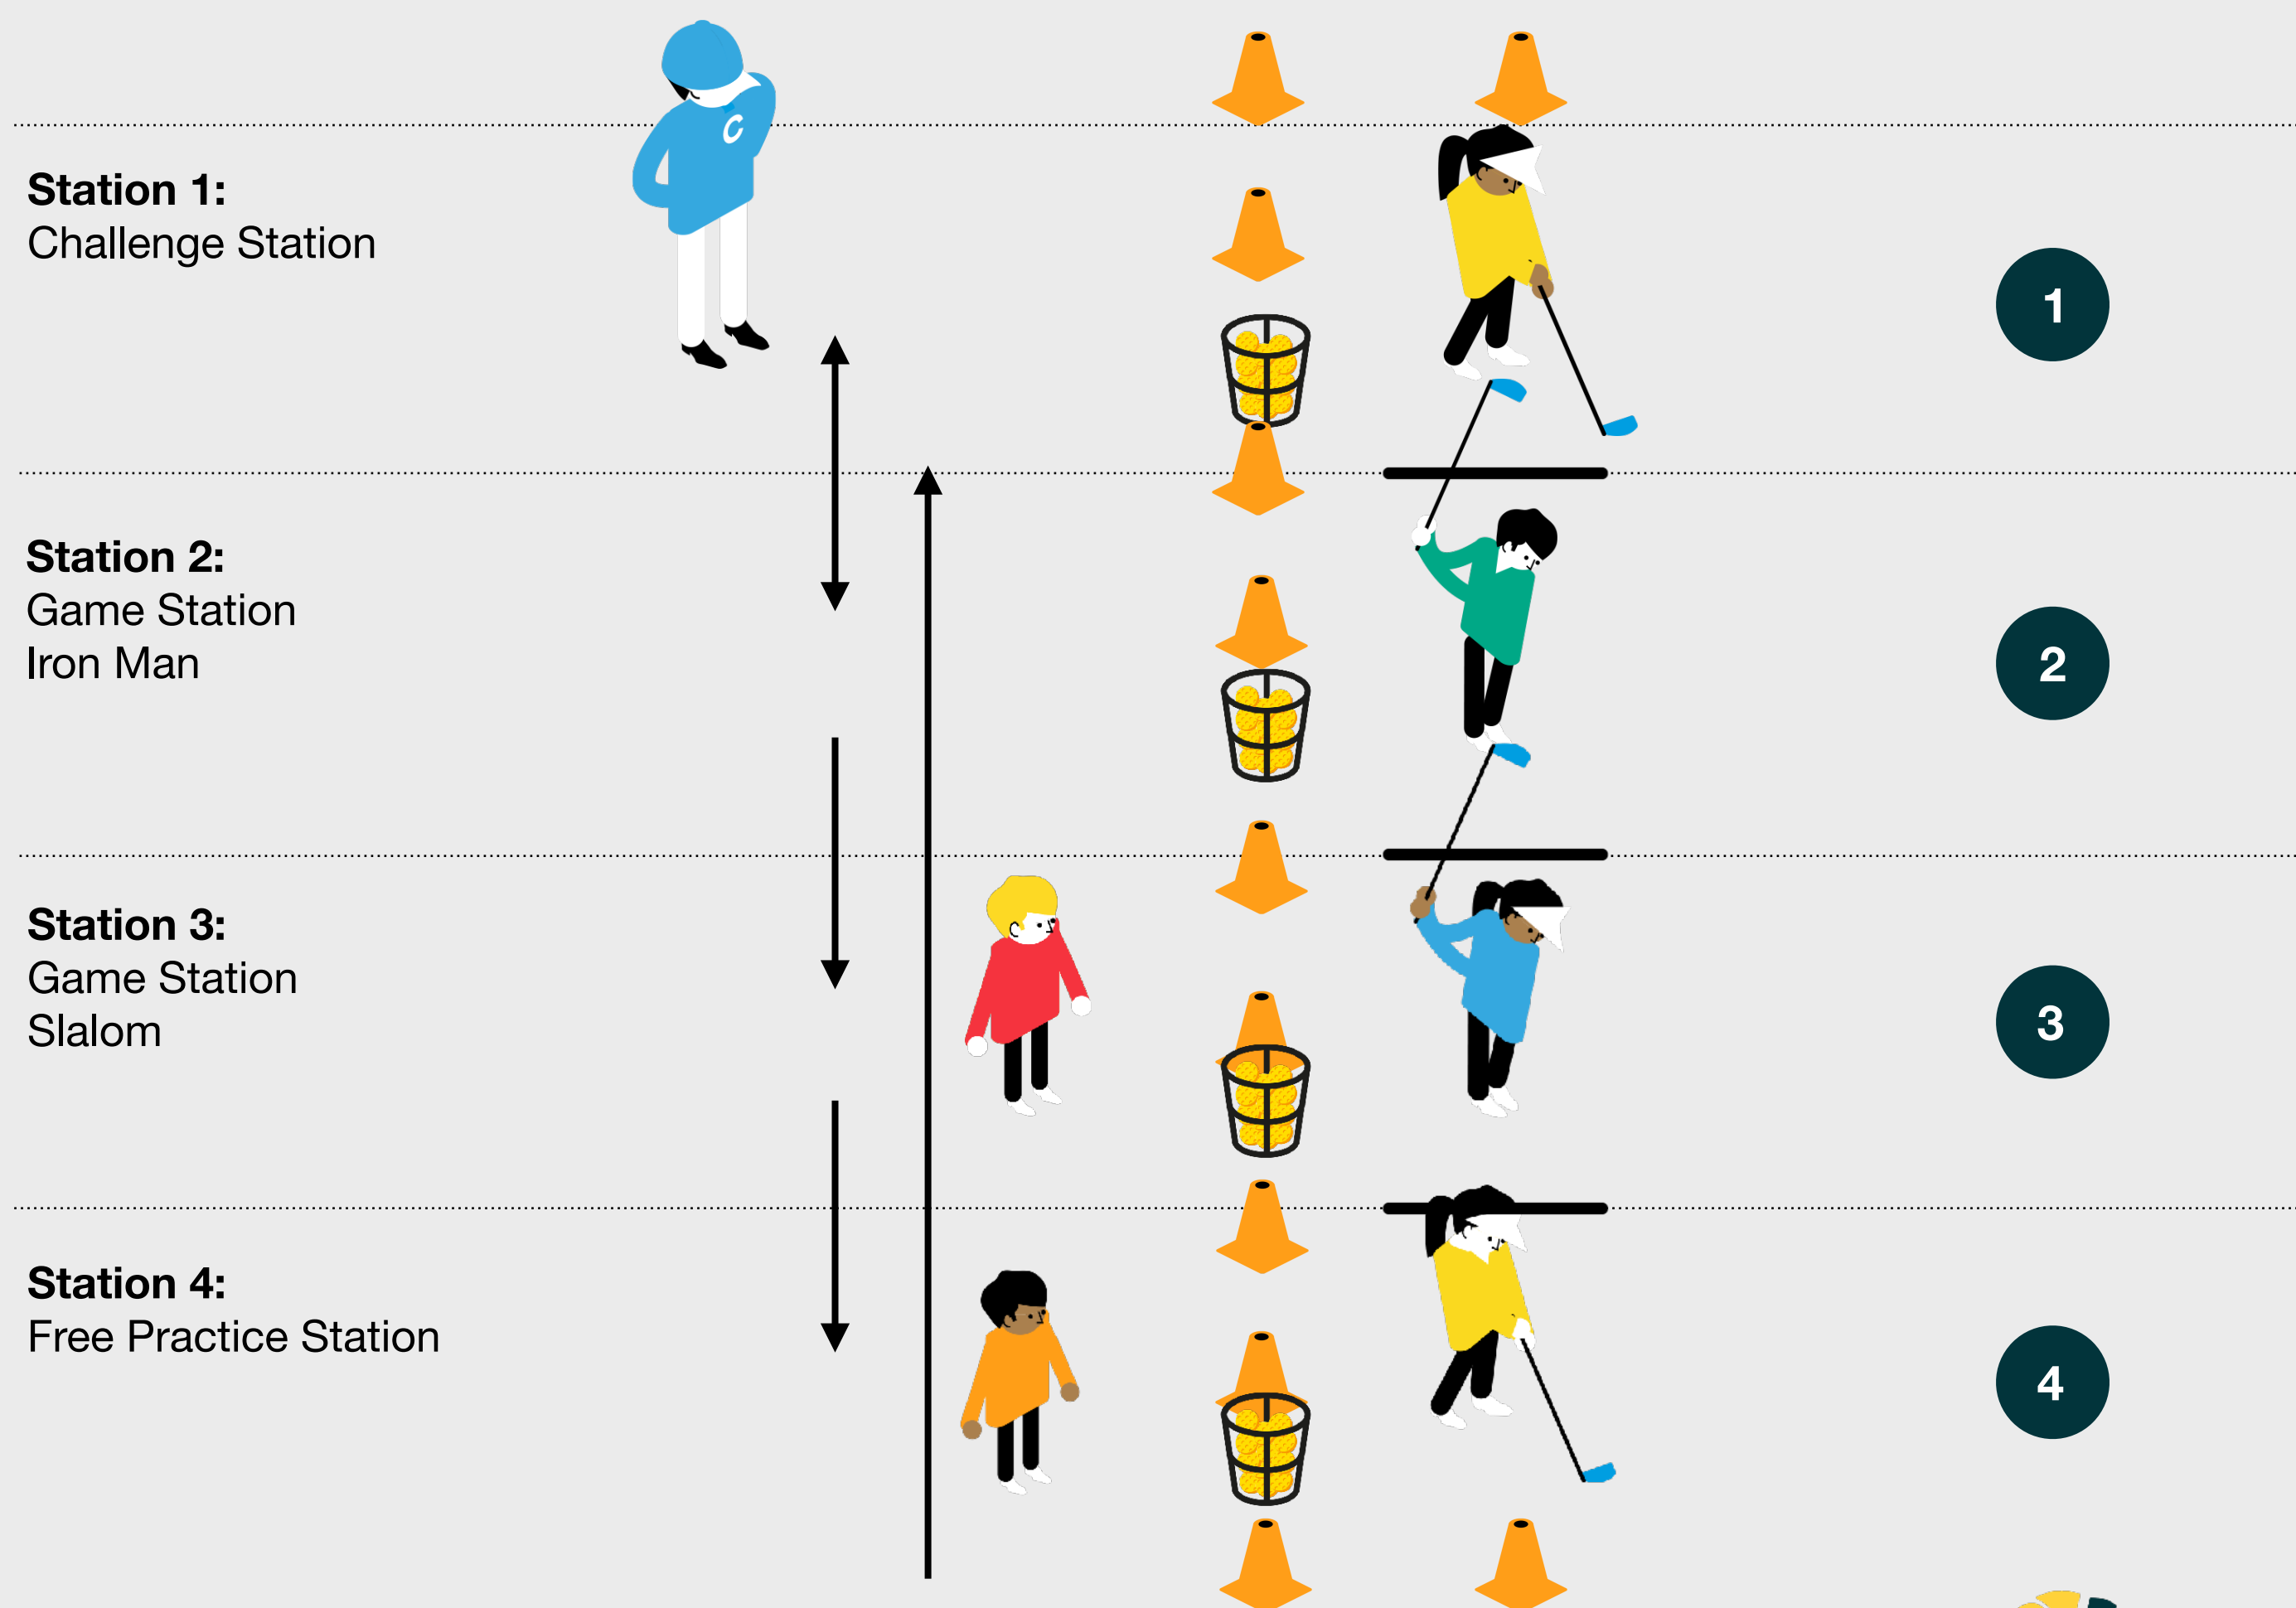 C
Station 1:
Challenge Station
1
Station 2:
Game Station
Iron Man
2
Station 3:
Game Station
Slalom
3
Station 4:
Free Practice Station
4